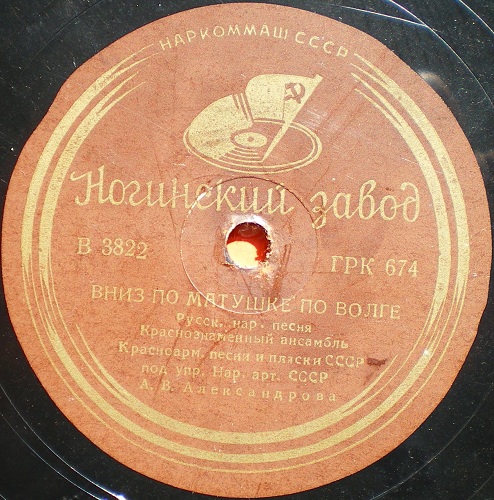 НАРКОММАШ СССР
Ногинский завод
В 3822
ГРК 674
ВНИЗ ПО МАТУШКЕ ПО ВОЛГЕ
Русск. нар. песня
Краснознаменный ансамбль
Красноарм. песни и пляски СССР
под упр. Нар. арт. СССР
А. В. Александрова